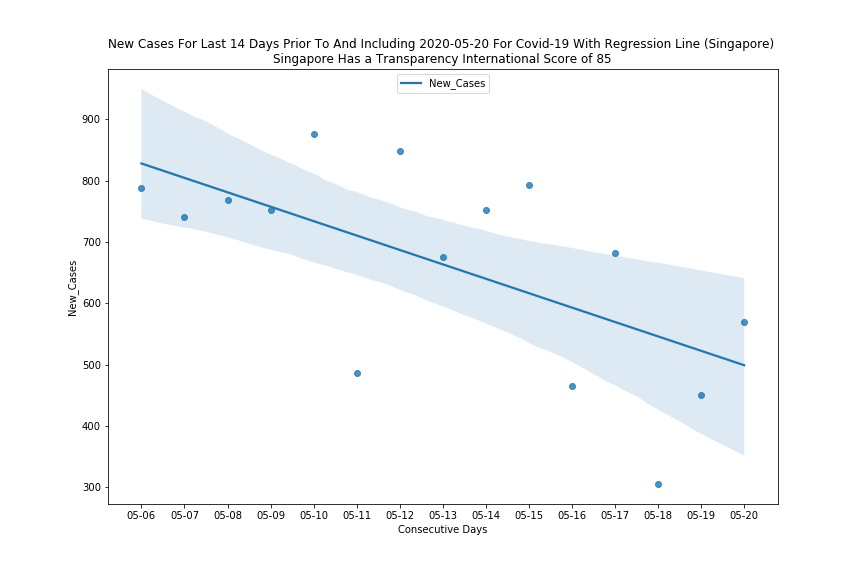 New Cases For Last 14 Days Prior To And Including 2020-05-20 For Covid-19 With Regression Line (Singapore)
Singapore Has a Transparency International Score of 85
New_Cases
900
800
700
600
500
400
300
New_Cases
05-06 05-07 05-08 05-09 05-10 05-11 05-12 05-13 05-14 05-15 05-16 05-17 05-18 05-19 05-20
Consecutive Days